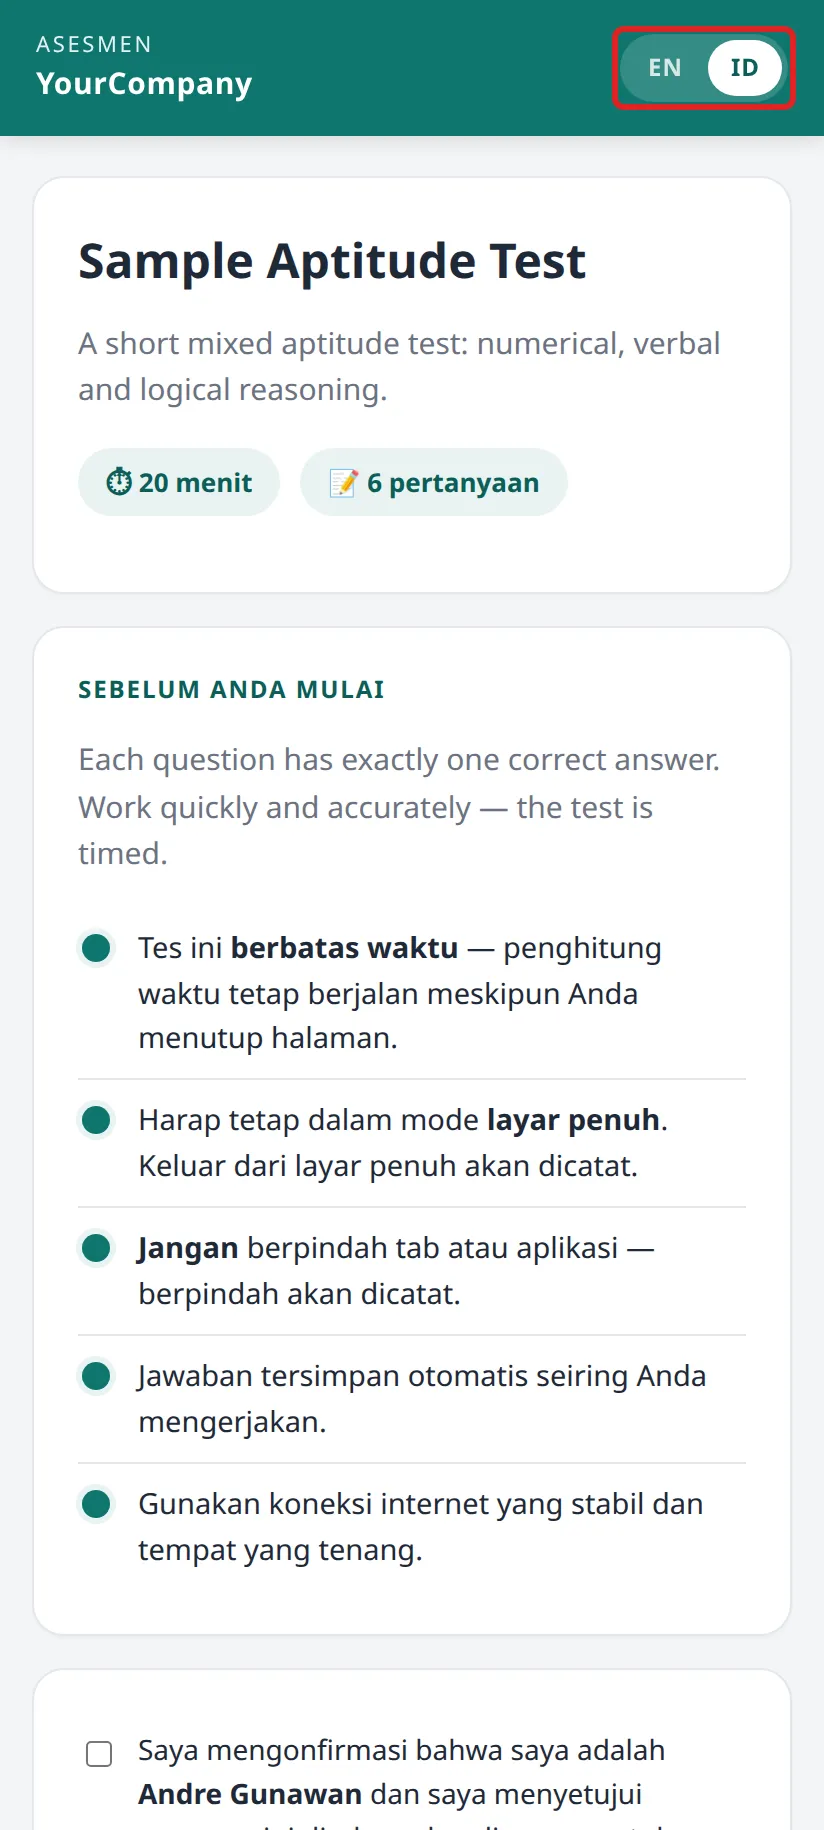 ASESMEN
YourCompany
EN ID
Sample Aptitude Test
A short mixed aptitude test: numerical, verbal
and logical reasoning.
⏱ 20 menit 📝 6 pertanyaan
SEBELUM ANDA MULAI
Each question has exactly one correct answer.
Work quickly and accurately — the test is
timed.
Tes ini berbatas waktu — penghitung
waktu tetap berjalan meskipun Anda
menutup halaman.
Harap tetap dalam mode layar penuh.
Keluar dari layar penuh akan dicatat.
Jangan berpindah tab atau aplikasi —
berpindah akan dicatat.
Jawaban tersimpan otomatis seiring Anda
mengerjakan.
Gunakan koneksi internet yang stabil dan
tempat yang tenang.
Saya mengonfirmasi bahwa saya adalah
Andre Gunawan dan saya menyetujui